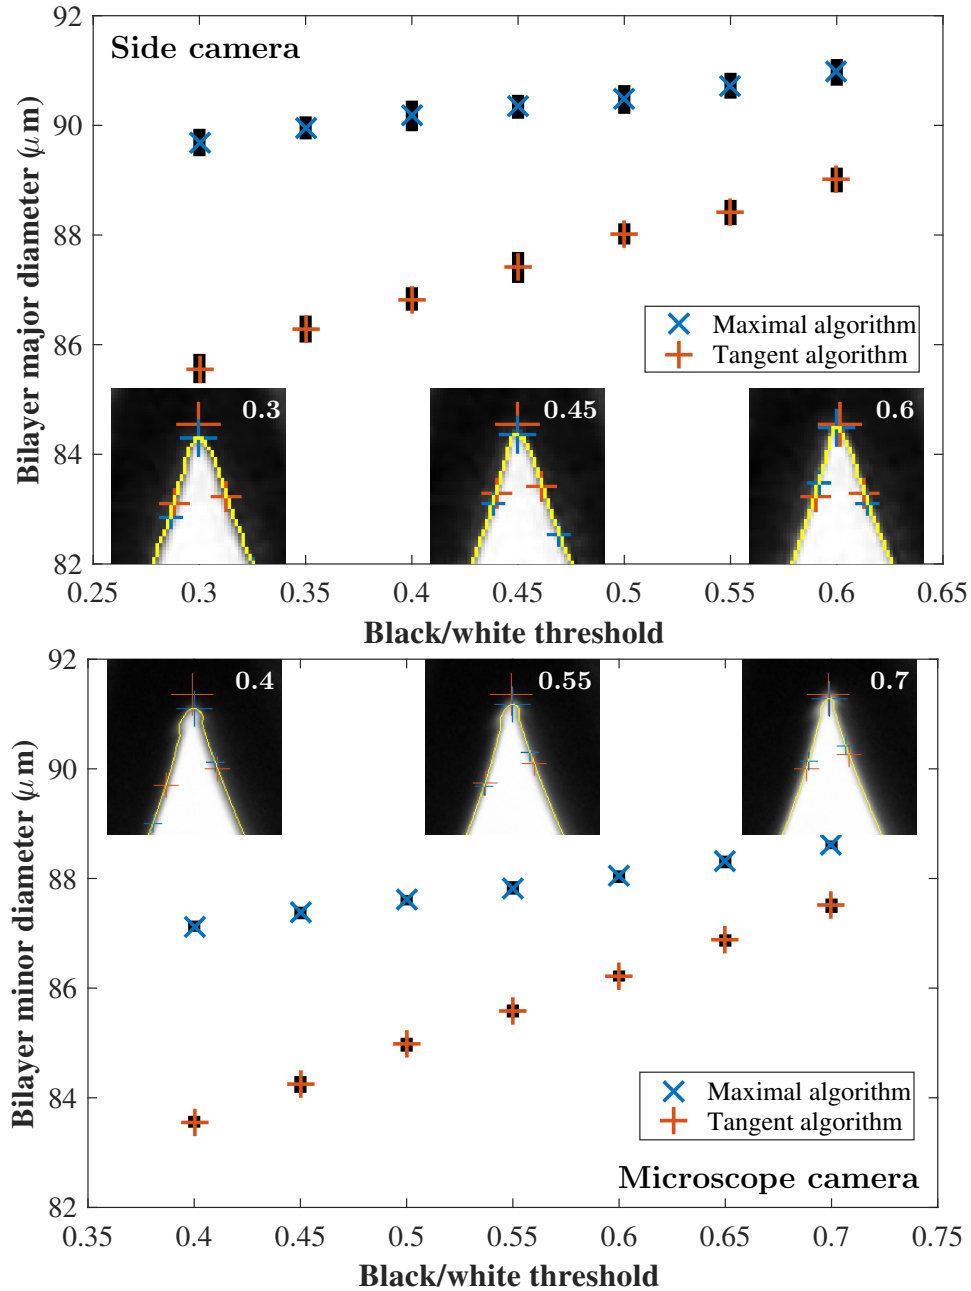 92
Side camera
90
88
86
84
82
Bilayer major diameter (μm)
Maximal algorithm
Tangent algorithm
0.3
0.45
0.6
0.25 0.3 0.35 0.4 0.45 0.5 0.55 0.6 0.65
Black/white threshold
92
90
88
86
84
82
Bilayer minor diameter (μm)
0.4
0.55
0.7
Maximal algorithm
Tangent algorithm
Microscope camera
0.35 0.4 0.45 0.5 0.55 0.6 0.65 0.7 0.75
Black/white threshold